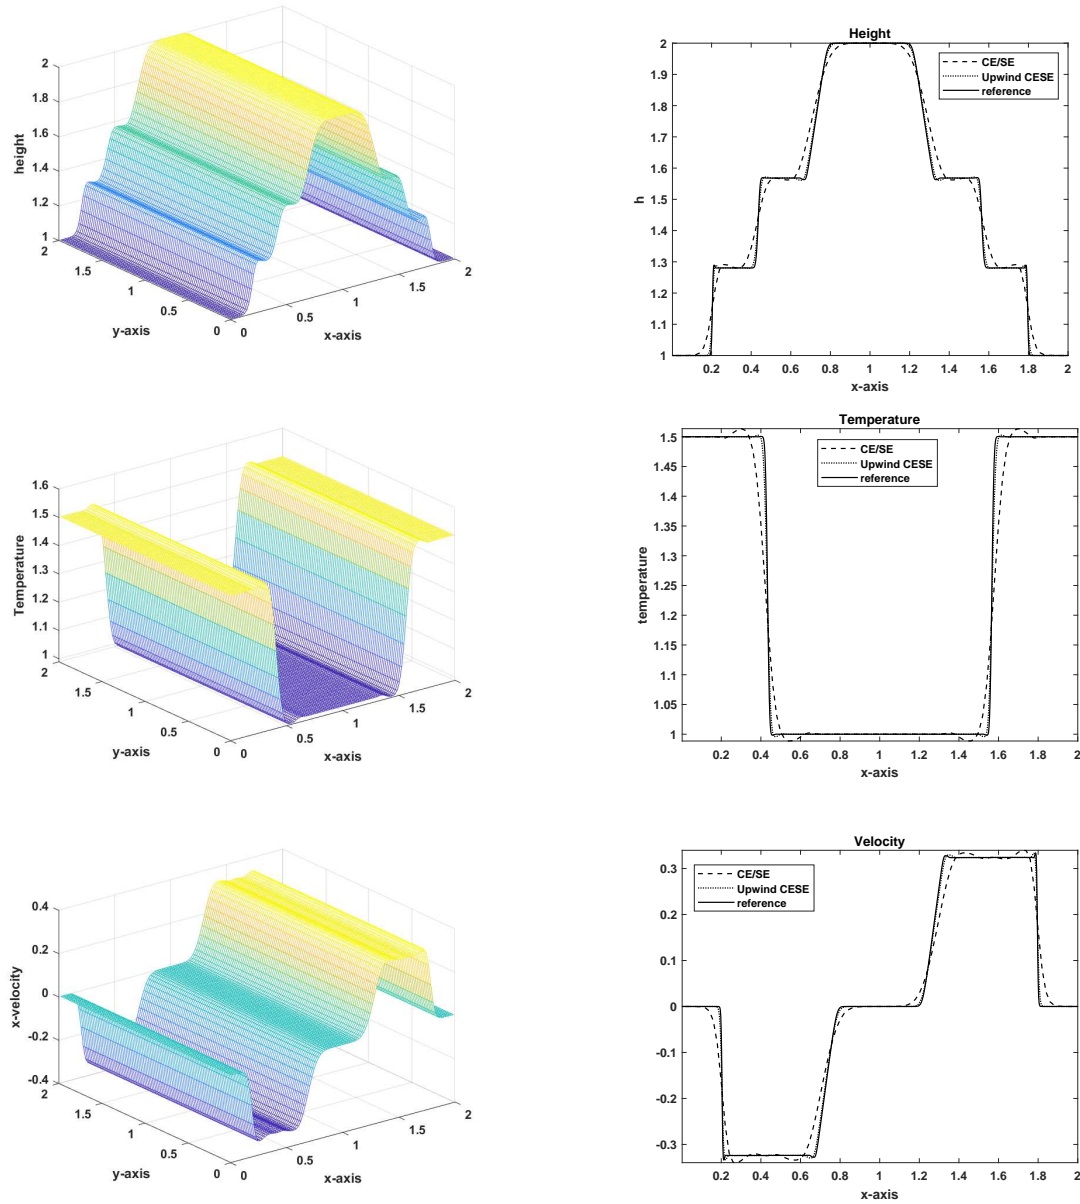 2
1.8
1.6
1.4
1.2
1
2
1.5
1
0.5
0
0
0.5
1
1.5
2
height
y-axis
x-axis
Height
2
1.9
1.8
1.7
1.6
1.5
1.4
1.3
1.2
1.1
1
h
CE/SE
Upwind CESE
reference
0.2 0.4 0.6 0.8 1 1.2 1.4 1.6 1.8 2
x-axis
1.6
1.5
1.4
1.3
1.2
1.1
1
2
1.5
1
0.5
0
0
0.5
1
1.5
2
Temperature
y-axis
x-axis
Temperature
1.5
1.45
1.4
1.35
1.3
1.25
1.2
1.15
1.1
1.05
1
temperature
CE/SE
Upwind CESE
reference
0.2 0.4 0.6 0.8 1 1.2 1.4 1.6 1.8 2
x-axis
0.4
0.2
0
-0.2
-0.4
2
1.5
1
0.5
0
0
0.5
1
1.5
2
x-velocity
y-axis
x-axis
Velocity
0.3
0.2
0.1
0
-0.1
-0.2
-0.3
CE/SE
Upwind CESE
reference
0.2 0.4 0.6 0.8 1 1.2 1.4 1.6 1.8 2
x-axis